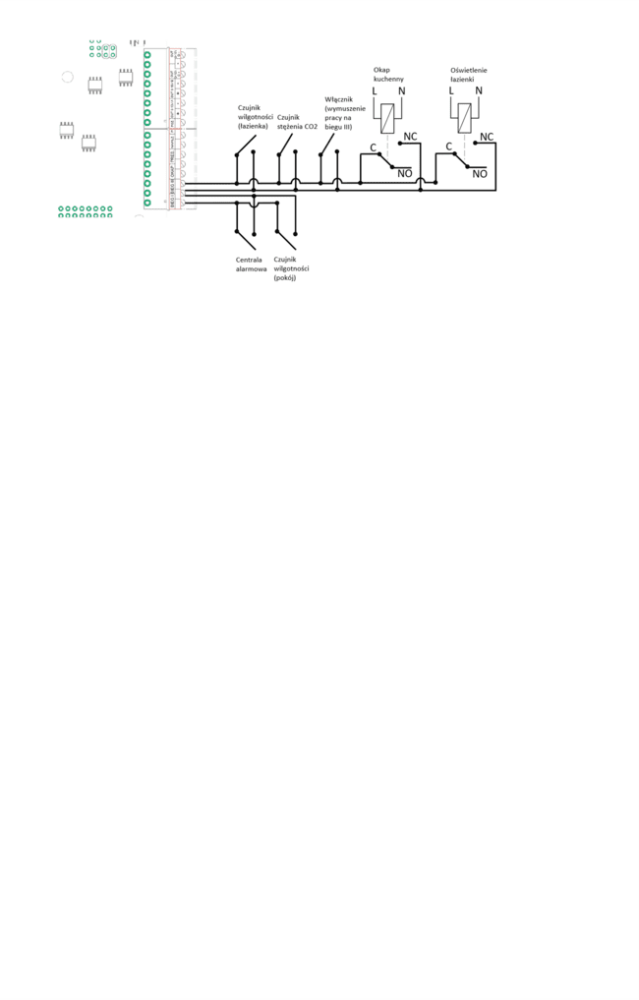 Okap
kuchenny
L N
Oświetlenie
łazienki
L N
Czujnik
wilgotności
(łazienka)
Czujnik
stężenia CO2
Włącznik
(wymuszenie
pracy na
biegu III)
C
NC
NO
C
NC
NO
Centrala
alarmowa
Czujnik
wilgotności
(pokój)